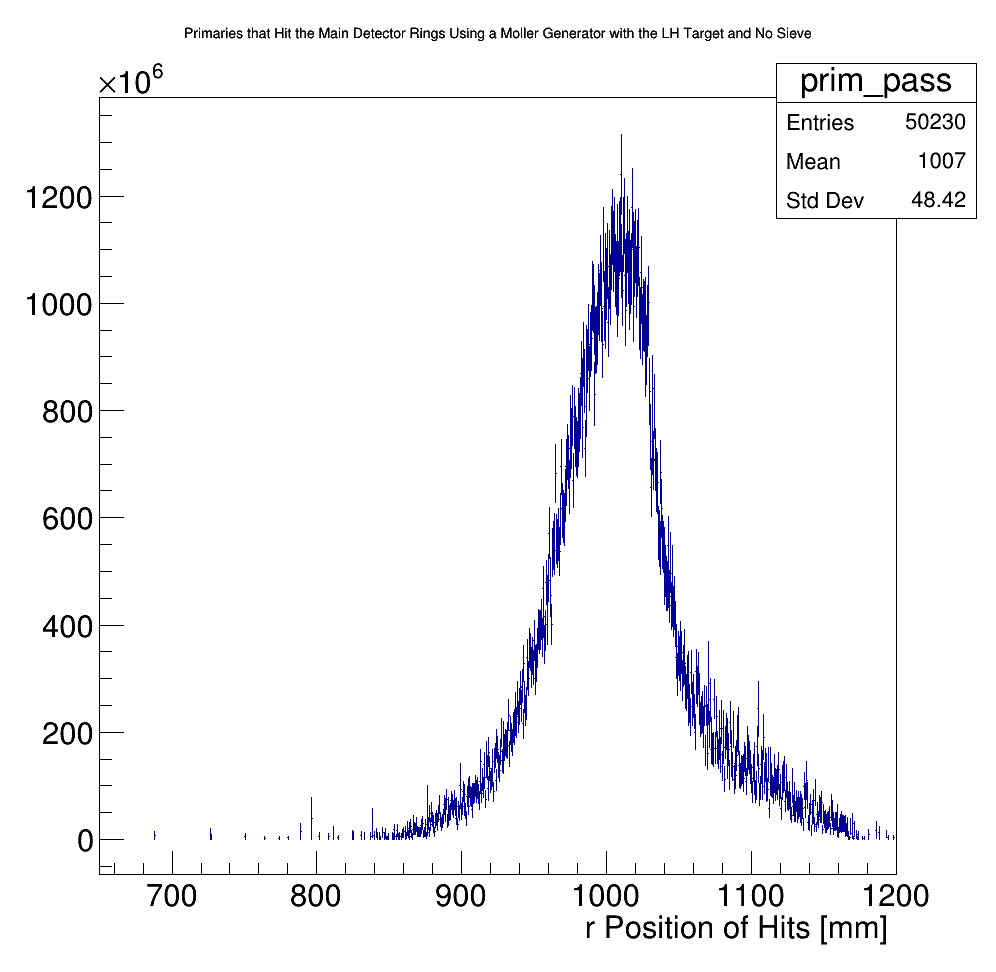 Primaries that Hit the Main Detector Rings Using a Moller Generator with the LH Target and No Sieve
×10⁶
prim_pass
Entries 50230
Mean 1007
Std Dev 48.42
1200
1000
800
600
400
200
0
700 800 900 1000 1100 1200
r Position of Hits [mm]